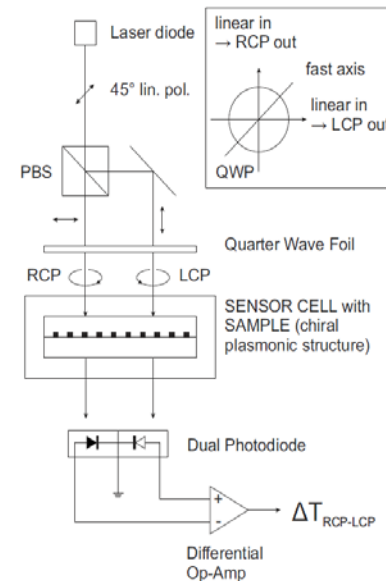 Laser diode
45° lin. pol.
PBS
linear in
→ RCP out
fast axis
linear in
→ LCP out
QWP
Quarter Wave Foil
RCP
LCP
SENSOR CELL with
SAMPLE (chiral
plasmonic structure)
Dual Photodiode
+
-
ΔT RCP-LCP
Differential
Op-Amp